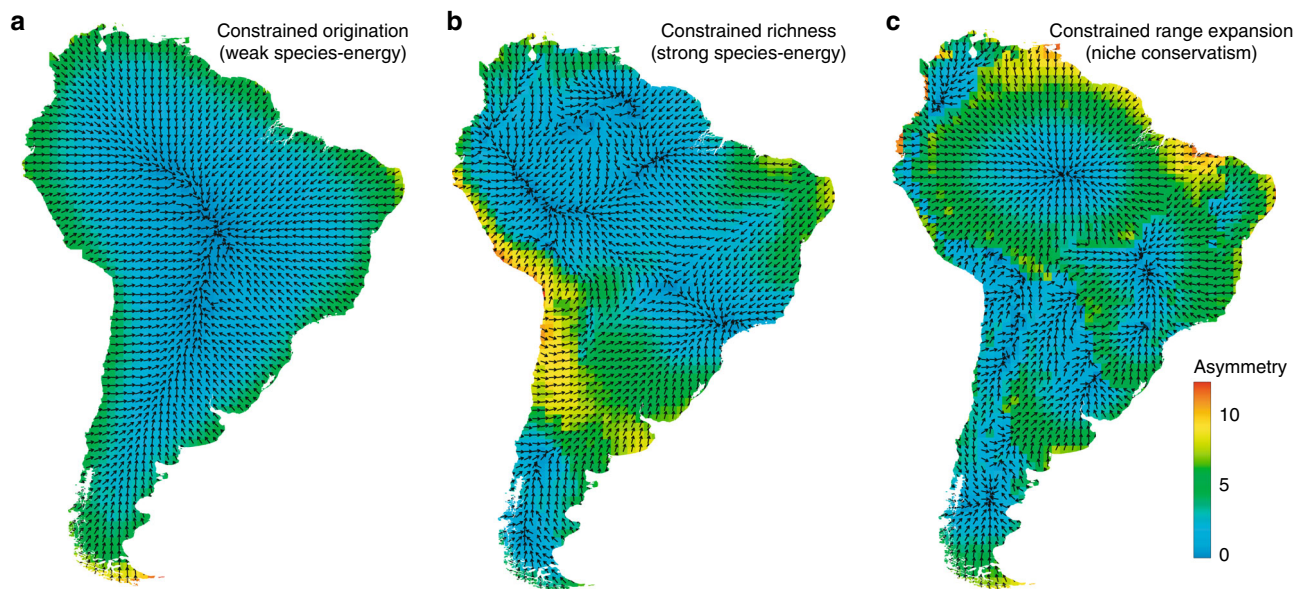 a
Constrained origination
(weak species-energy)
b
Constrained richness
(strong species-energy)
c
Constrained range expansion
(niche conservatism)
Asymmetry
10
5
0